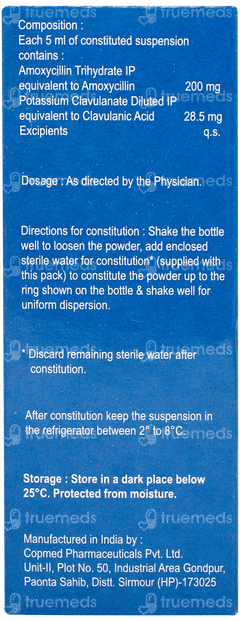 truemeds
Composition :
Each 5 ml of constituted suspension
contains :
Amoxycillin Trihydrate IP
equivalent to Amoxycillin 200 mg
Potassium Clavulanate Diluted IP
equivalent to Clavulanic Acid 28.5 mg
Excipients q.s.
Dosage : As directed by the Physician.
Directions for constitution : Shake the bottle
well to loosen the powder, add enclosed
sterile water for constitution* (supplied with
this pack) to constitute the powder up to the
ring shown on the bottle & shake well for
uniform dispersion.
* Discard remaining sterile water after
constitution.
After constitution keep the suspension in
the refrigerator between 2° to 8°C.
Storage : Store in a dark place below
25°C. Protected from moisture.
truemeds truemeds
Manufactured in India by :
Copmed Pharmaceuticals Pvt. Ltd.
Unit-II, Plot No. 50, Industrial Area Gondpur,
Paonta Sahib, Distt. Sirmour (HP)-173025
truemeds truemeds